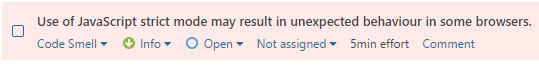 Use of JavaScript strict mode may result in unexpected behaviour in some browsers.
Code Smell Info Open Not assigned 5min effort Comment